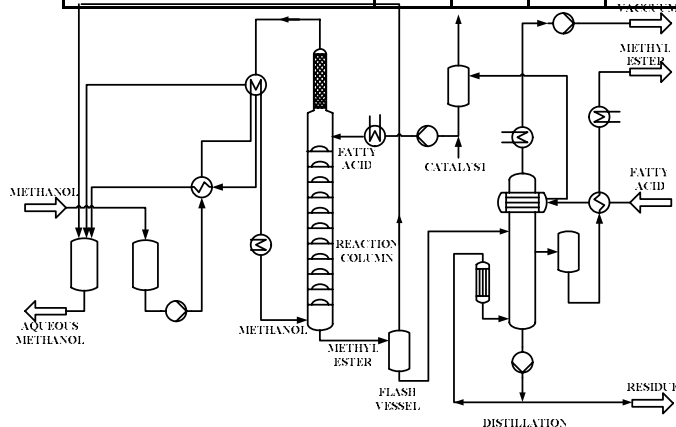 VACCUUM
METHYL
ESTER
FATTY
ACID
CATALYST
FATTY
ACID
METHANOL
REACTION
COLUMN
AQUEOUS
METHANOL
METHANOL
METHYL
ESTER
FLASH
VESSEL
RESIDUE
DISTILLATION